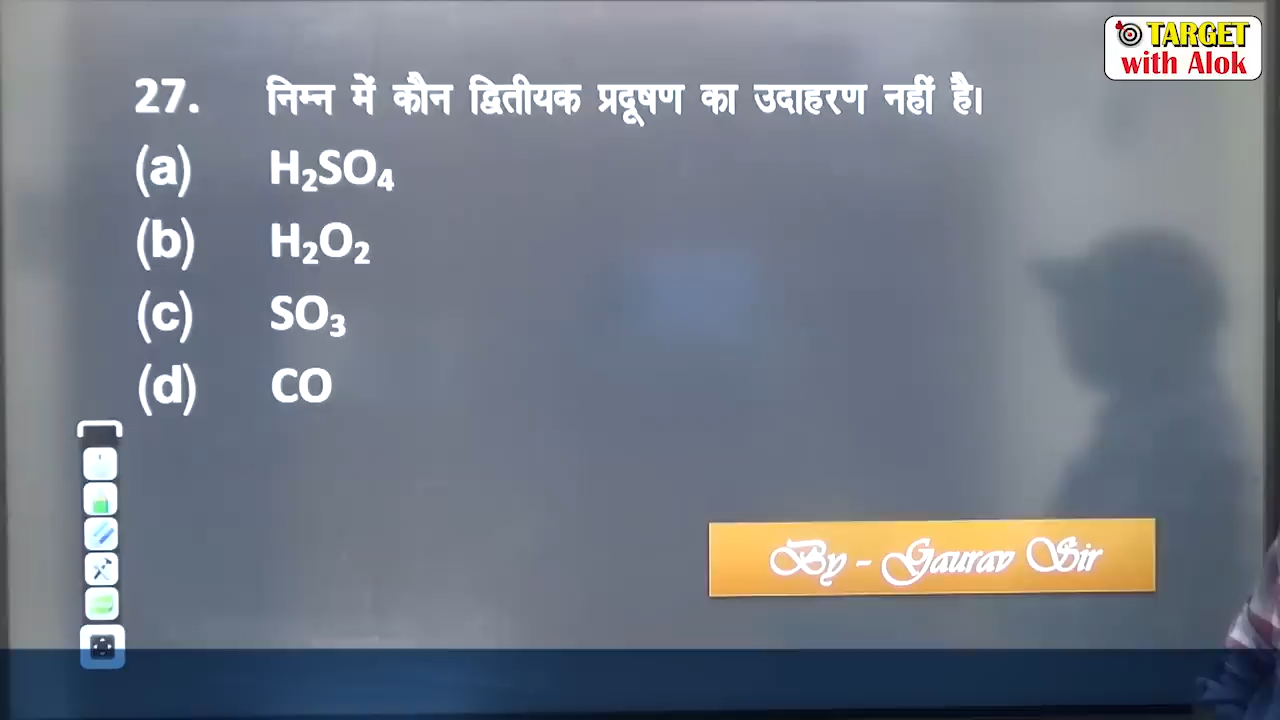 TARGET
with Alok
27. निम्न में कौन द्वितीयक प्रदूषण का उदाहरण नहीं है।
(a) H₂SO₄
(b) H₂O₂
(c) SO₃
(d) CO
By - Gaurav Sir